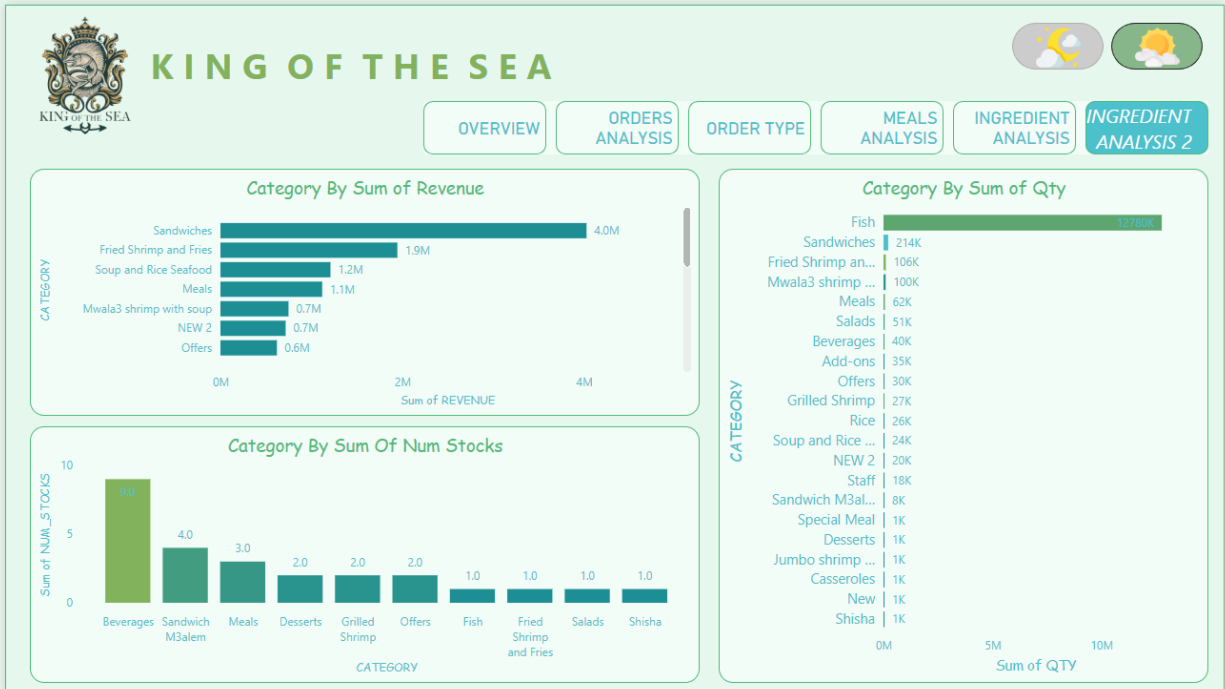 KING OF THE SEA
KING OF THE SEA
OVERVIEW
ORDERS
ANALYSIS
ORDER TYPE
MEALS
ANALYSIS
INGREDIENT
ANALYSIS
INGREDIENT
ANALYSIS 2
Category By Sum of Revenue
CATEGORY
Sandwiches 4.0M
Fried Shrimp and Fries 1.9M
Soup and Rice Seafood 1.2M
Meals 1.1M
Mwala3 shrimp with soup 0.7M
NEW 2 0.7M
Offers 0.6M
0M 2M 4M
Sum of REVENUE
Category By Sum Of Num Stocks
Sum of NUM_STOCKS
10
5
0
9.0 4.0 3.0 2.0 2.0 2.0 1.0 1.0 1.0 1.0
Beverages Sandwich Meals Desserts Grilled Offers Fish Fried Salads Shisha
M3alem Shrimp Shrimp
and Fries
CATEGORY
Category By Sum of Qty
CATEGORY
Fish 12780K
Sandwiches 214K
Fried Shrimp an... 106K
Mwala3 shrimp ... 100K
Meals 62K
Salads 51K
Beverages 40K
Add-ons 35K
Offers 30K
Grilled Shrimp 27K
Rice 26K
Soup and Rice ... 24K
NEW 2 20K
Staff 18K
Sandwich M3al... 8K
Special Meal 1K
Desserts 1K
Jumbo shrimp ... 1K
Casseroles 1K
New 1K
Shisha 1K
0M 5M 10M
Sum of QTY